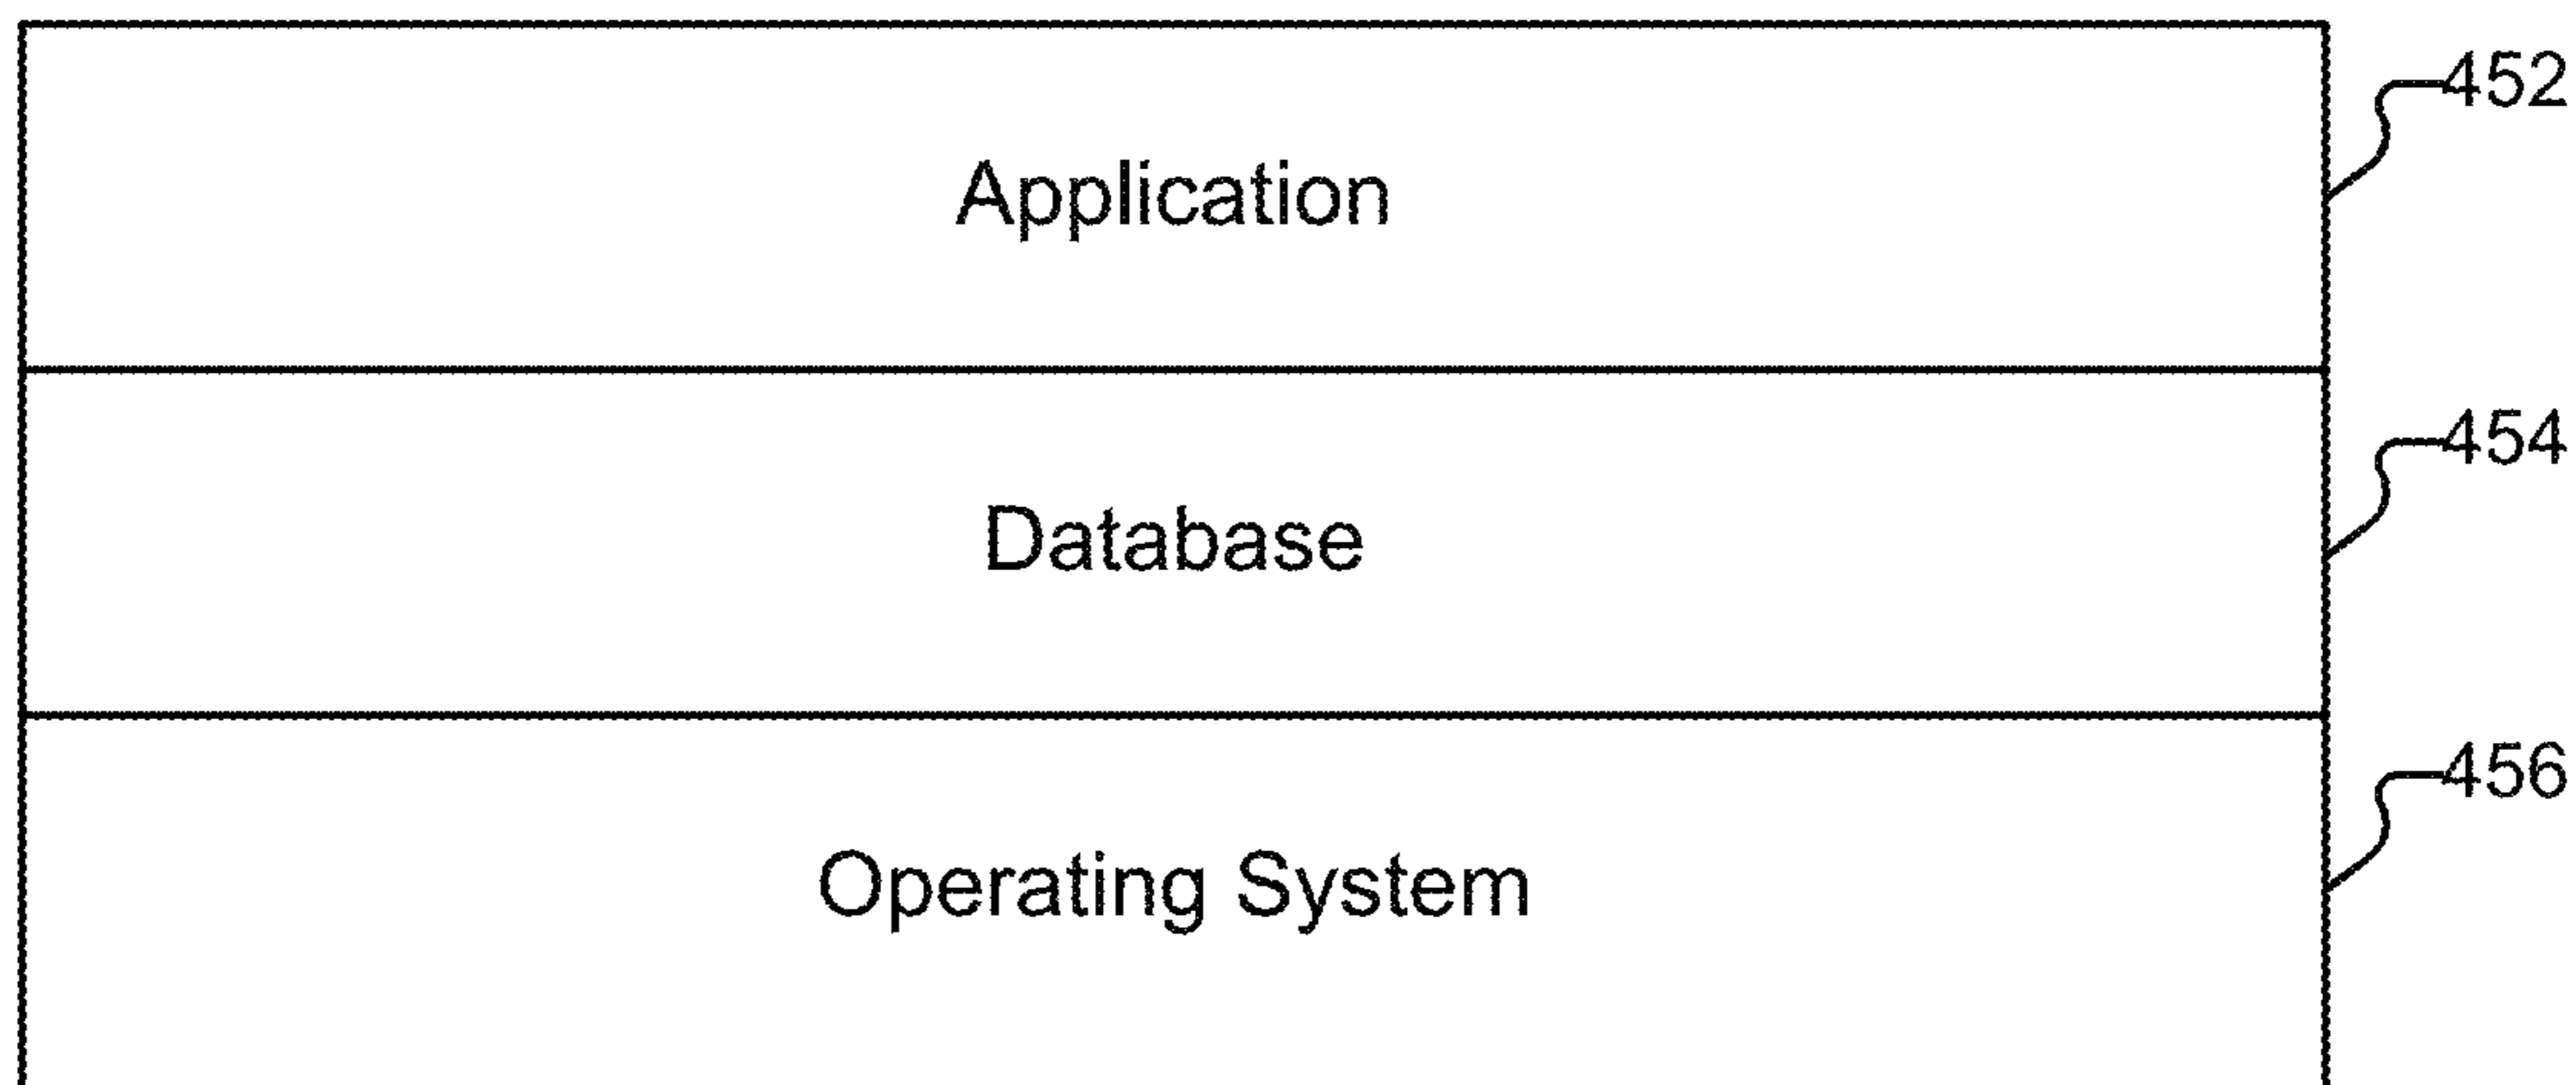 452
Application
454
Database
456
Operating System